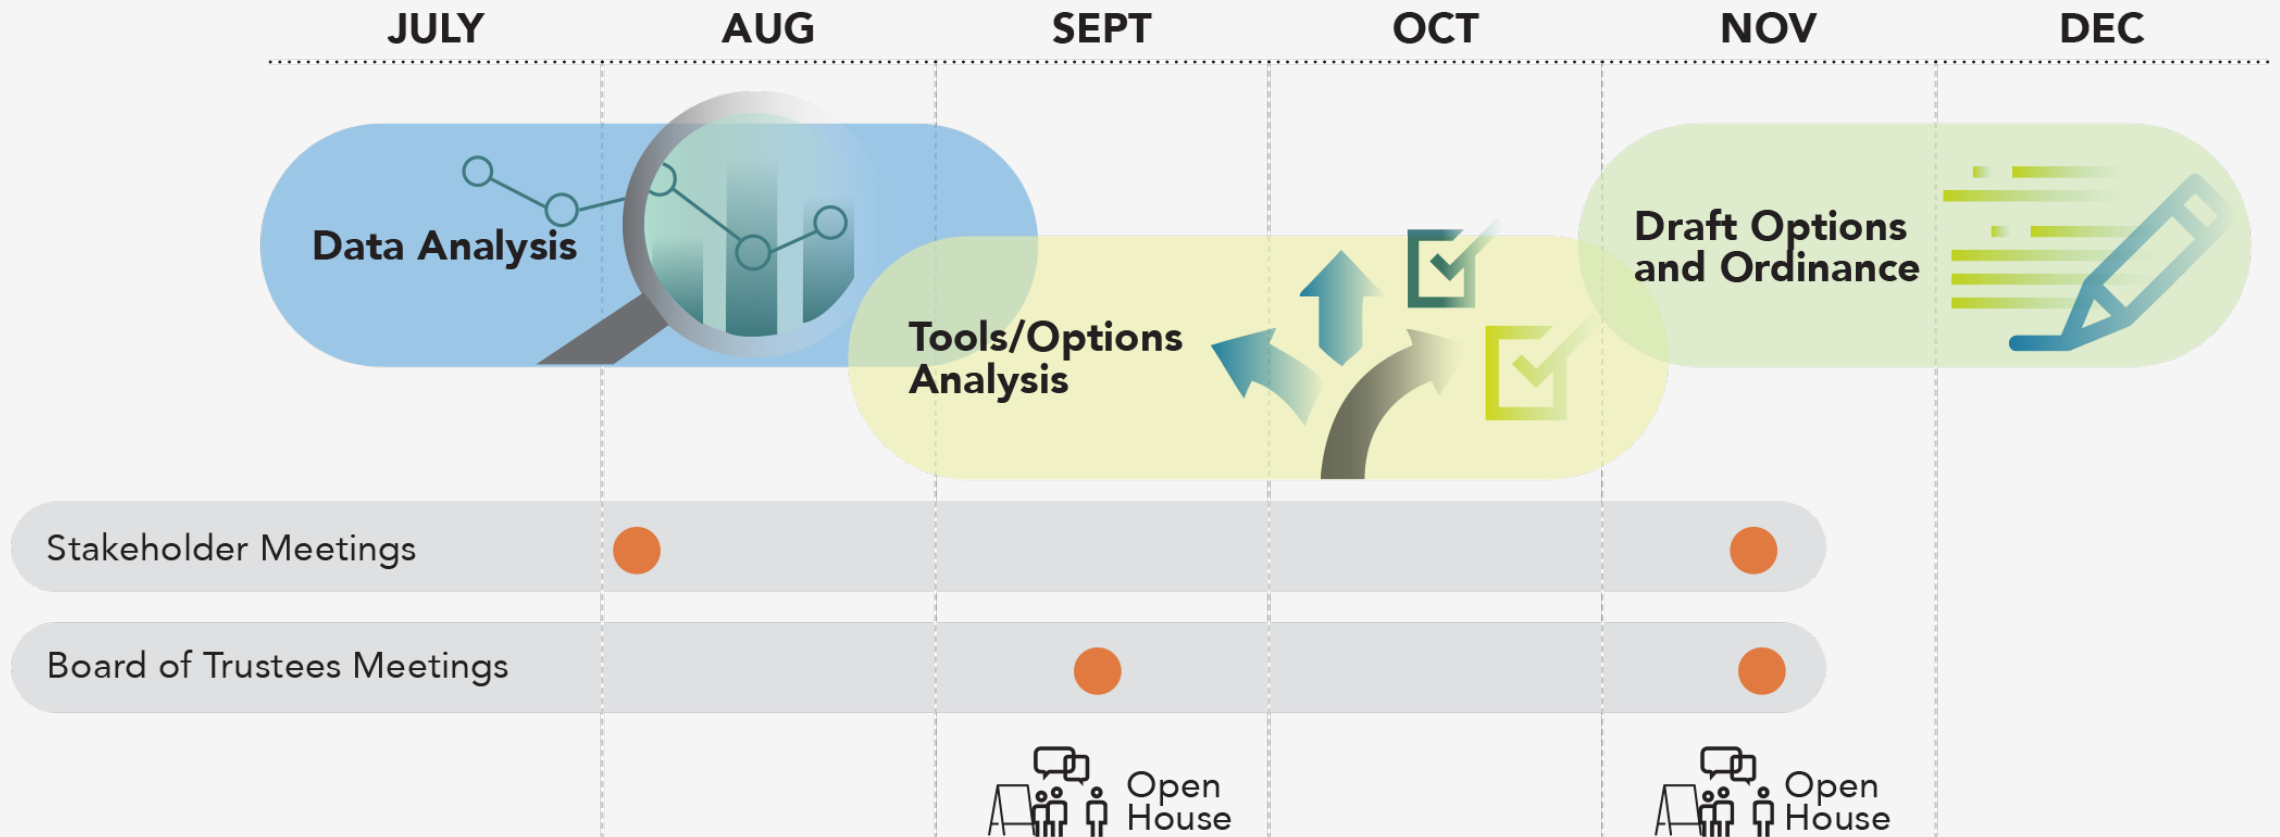 JULY AUG SEPT OCT NOV DEC
Data Analysis
Tools/Options
Analysis
Draft Options
and Ordinance
Stakeholder Meetings
Board of Trustees Meetings
Open
House
Open
House